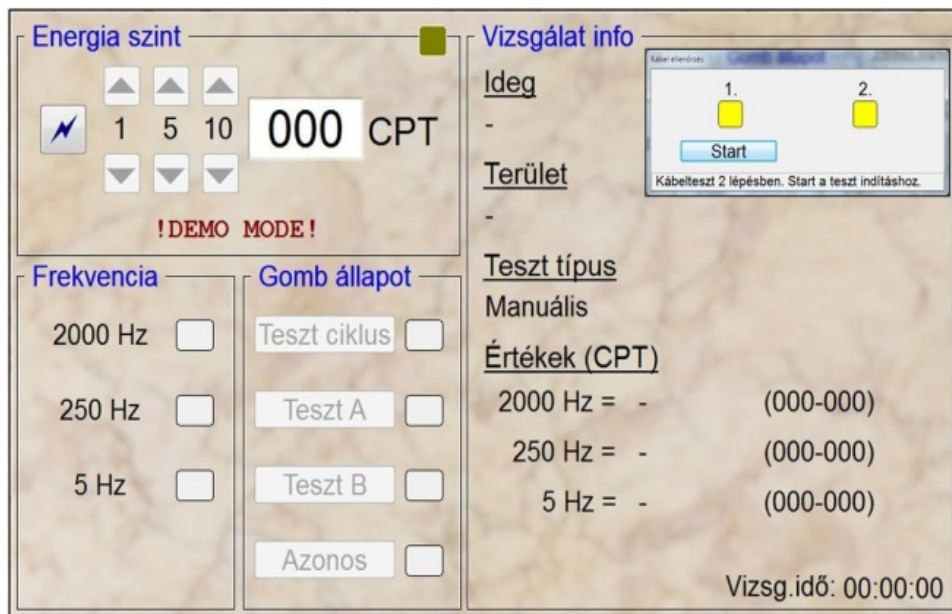 Energia szint
1 5 10 000 CPT
!DEMO MODE!
Frekvencia
2000 Hz
250 Hz
5 Hz
Gomb állapot
Teszt ciklus
Teszt A
Teszt B
Azonos
Vizsgálat info
Ideg
-
Terület
-
Teszt típus
Manuális
Értékek (CPT)
2000 Hz = - (000-000)
250 Hz = - (000-000)
5 Hz = - (000-000)
Vizsg.idő: 00:00:00
Kábel ellenőrzés
Gomb állapot
1. 2.
Start
Kábelteszt 2 lépésben. Start a teszt indításhoz.